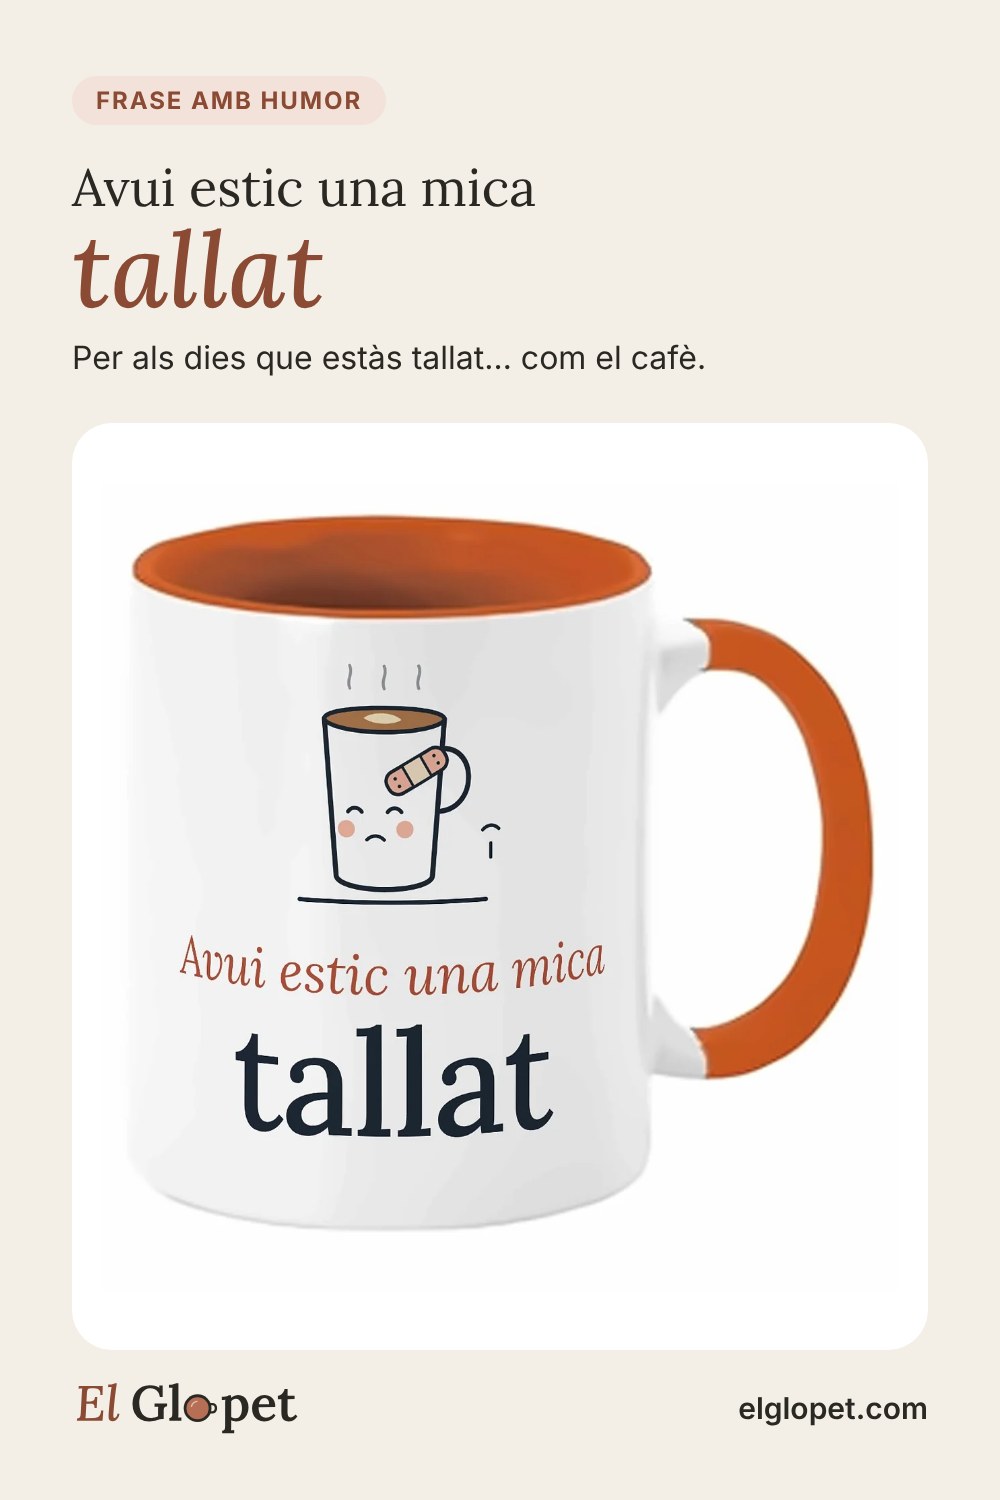 FRASE AMB HUMOR
Avui estic una mica
tallat
Per als dies que estàs tallat... com el cafè.
Avui estic una mica
tallat
El Glopet
elglopet.com